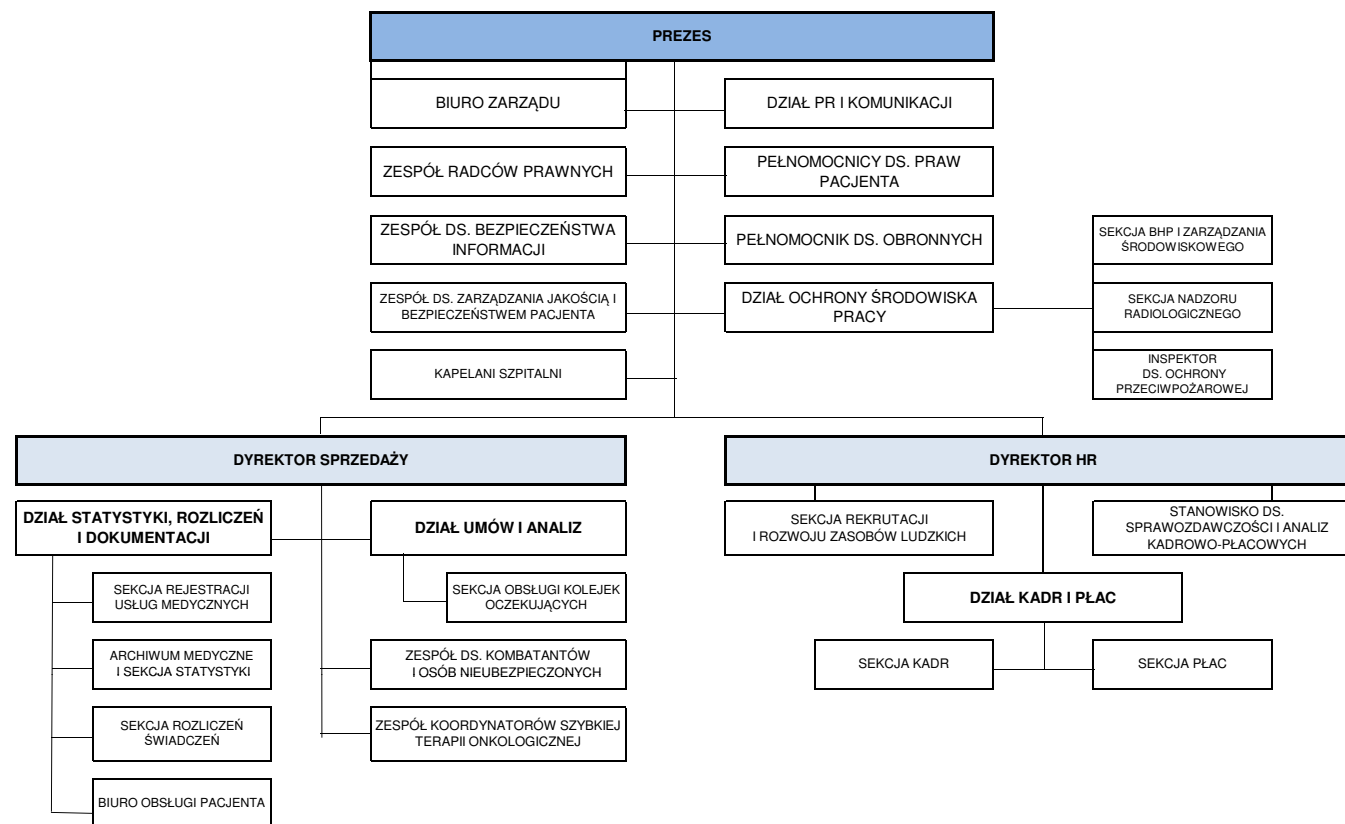 PREZES
BIURO ZARZĄDU
DZIAŁ PR I KOMUNIKACJI
ZESPÓŁ RADCÓW PRAWNYCH
PEŁNOMOCNICY DS. PRAW
PACJENTA
ZESPÓŁ DS. BEZPIECZEŃSTWA
INFORMACJI
PEŁNOMOCNIK DS. OBRONNYCH
SEKCJA BHP I ZARZĄDZANIA
ŚRODOWISKOWEGO
ZESPÓŁ DS. ZARZĄDZANIA JAKOŚCIĄ I
BEZPIECZEŃSTWEM PACJENTA
DZIAŁ OCHRONY ŚRODOWISKA
PRACY
SEKCJA NADZORU
RADIOLOGICZNEGO
KAPELANI SZPITALNI
INSPEKTOR
DS. OCHRONY
PRZECIWPOŻAROWEJ
DYREKTOR SPRZEDAŻY
DYREKTOR HR
DZIAŁ STATYSTYKI, ROZLICZEŃ
I DOKUMENTACJI
DZIAŁ UMÓW I ANALIZ
SEKCJA REKRUTACJI
I ROZWOJU ZASOBÓW LUDZKICH
STANOWISKO DS.
SPRAWOZDAWCZOŚCI I ANALIZ
KADROWO-PŁACOWYCH
SEKCJA REJESTRACJI
USŁUG MEDYCZNYCH
SEKCJA OBSŁUGI KOLEJEK
OCZEKUJĄCYCH
DZIAŁ KADR I PŁAC
ARCHIWUM MEDYCZNE
I SEKCJA STATYSTYKI
ZESPÓŁ DS. KOMBATANTÓW
I OSÓB NIEUBEZPIECZONYCH
SEKCJA KADR
SEKCJA PŁAC
SEKCJA ROZLICZEŃ
ŚWIADCZEŃ
ZESPÓŁ KOORDYNATORÓW SZYBKIEJ
TERAPII ONKOLOGICZNEJ
BIURO OBSŁUGI PACJENTA